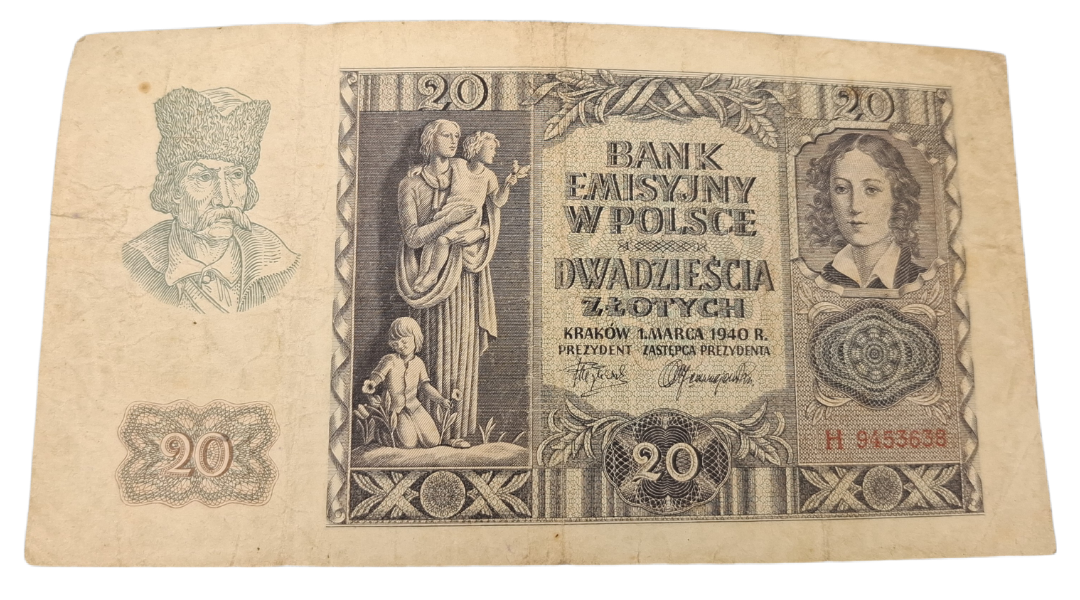 20
20
BANK
EMISYJNY
W POLSCE
DWADZIEŚCIA
ZŁOTYCH
KRAKÓW 1.MARCA 1940 R.
PREZYDENT ZASTĘPCA PREZYDENTA
H 9453638
20
20